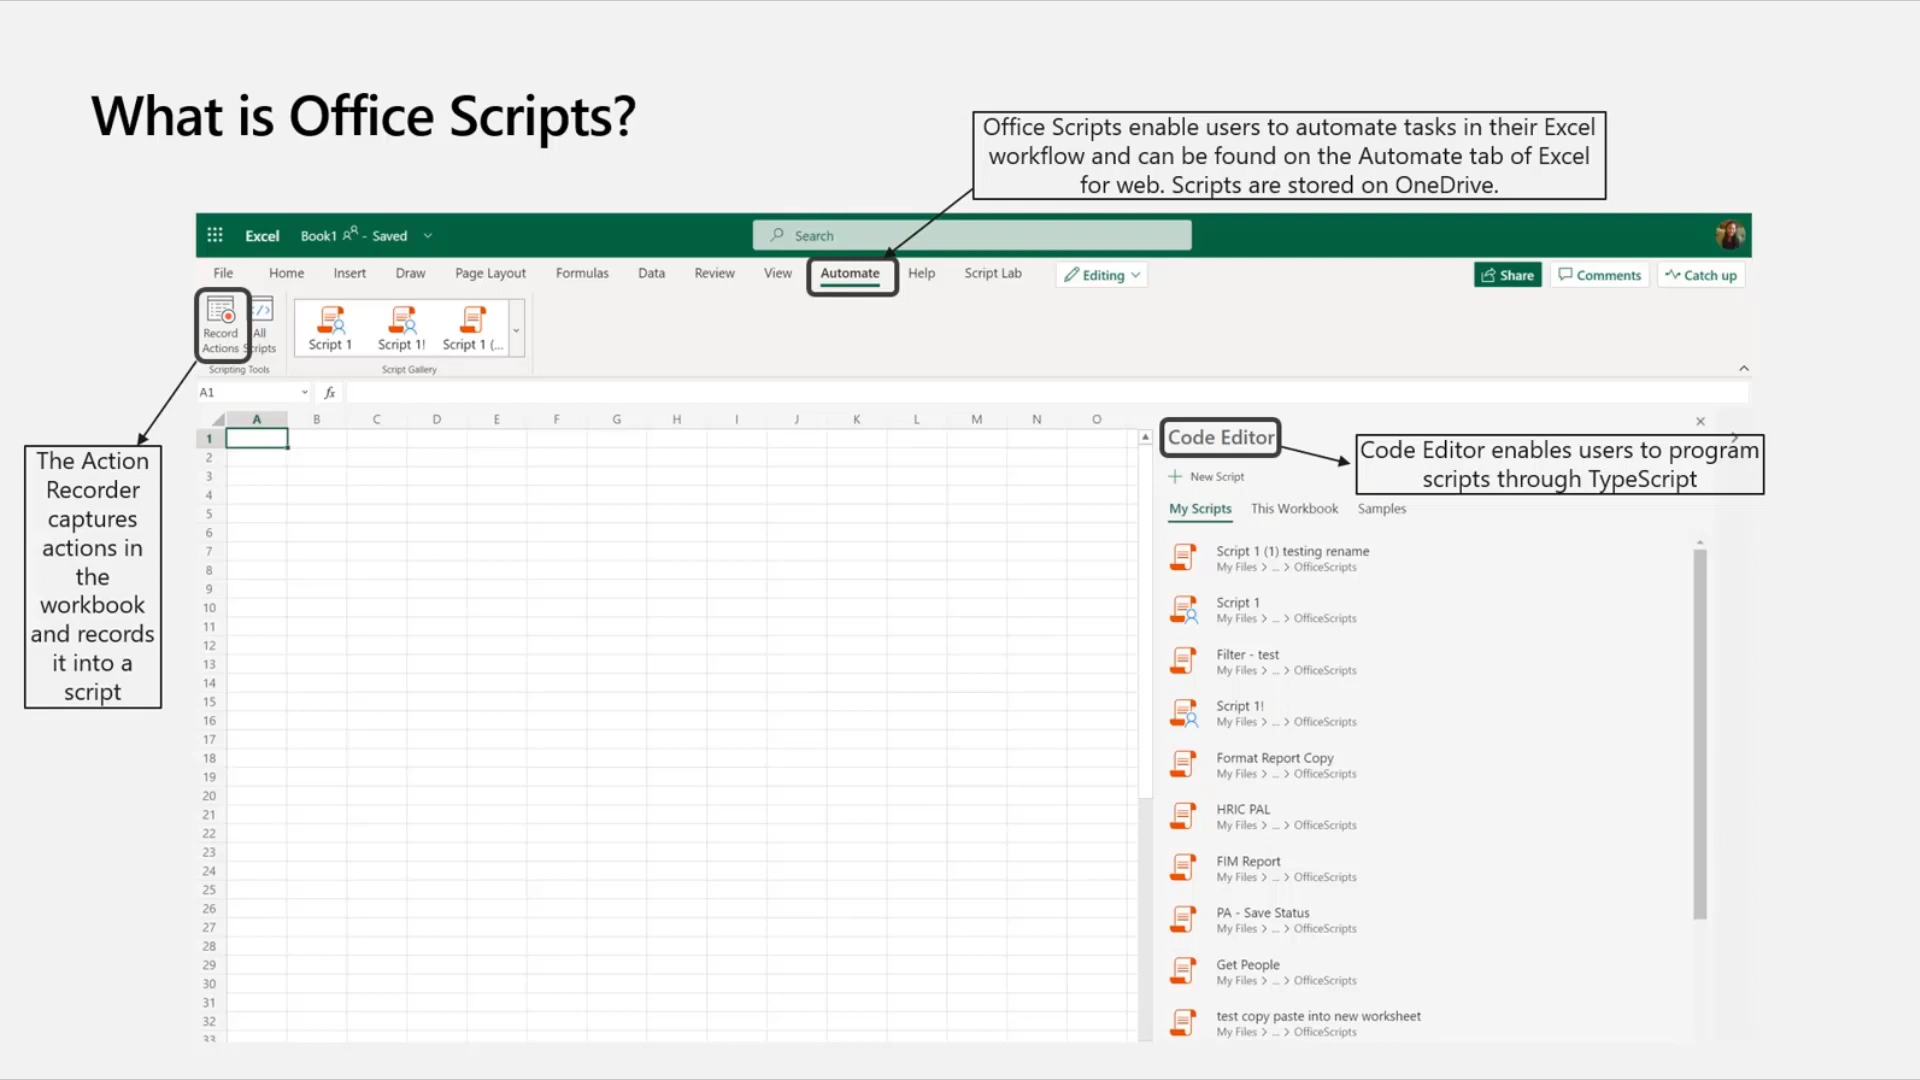 What is Office Scripts?
Office Scripts enable users to automate tasks in their Excel
workflow and can be found on the Automate tab of Excel
for web. Scripts are stored on OneDrive.
Excel Book1 - Saved Search
File Home Insert Draw Page Layout Formulas Data Review View Automate Help Script Lab Editing Share Comments Catch up
Record
Actions
All
Scripts
Scripting Tools
Script 1 Script 1! Script 1 (...
Script Gallery
A1 fx
A B C D E F G H I J K L M N O
1
2
3
4
5
6
7
8
9
10
11
12
13
14
15
16
17
18
19
20
21
22
23
24
25
26
27
28
29
30
31
32
33
The Action
Recorder
captures
actions in
the
workbook
and records
it into a
script
Code Editor
Code Editor enables users to program
scripts through TypeScript
New Script
My Scripts This Workbook Samples
Script 1 (1) testing rename
My Files > ... > OfficeScripts
Script 1
My Files > ... > OfficeScripts
Filter - test
My Files > ... > OfficeScripts
Script 1!
My Files > ... > OfficeScripts
Format Report Copy
My Files > ... > OfficeScripts
HRIC PAL
My Files > ... > OfficeScripts
FIM Report
My Files > ... > OfficeScripts
PA - Save Status
My Files > ... > OfficeScripts
Get People
My Files > ... > OfficeScripts
test copy paste into new worksheet
My Files > ... > OfficeScripts